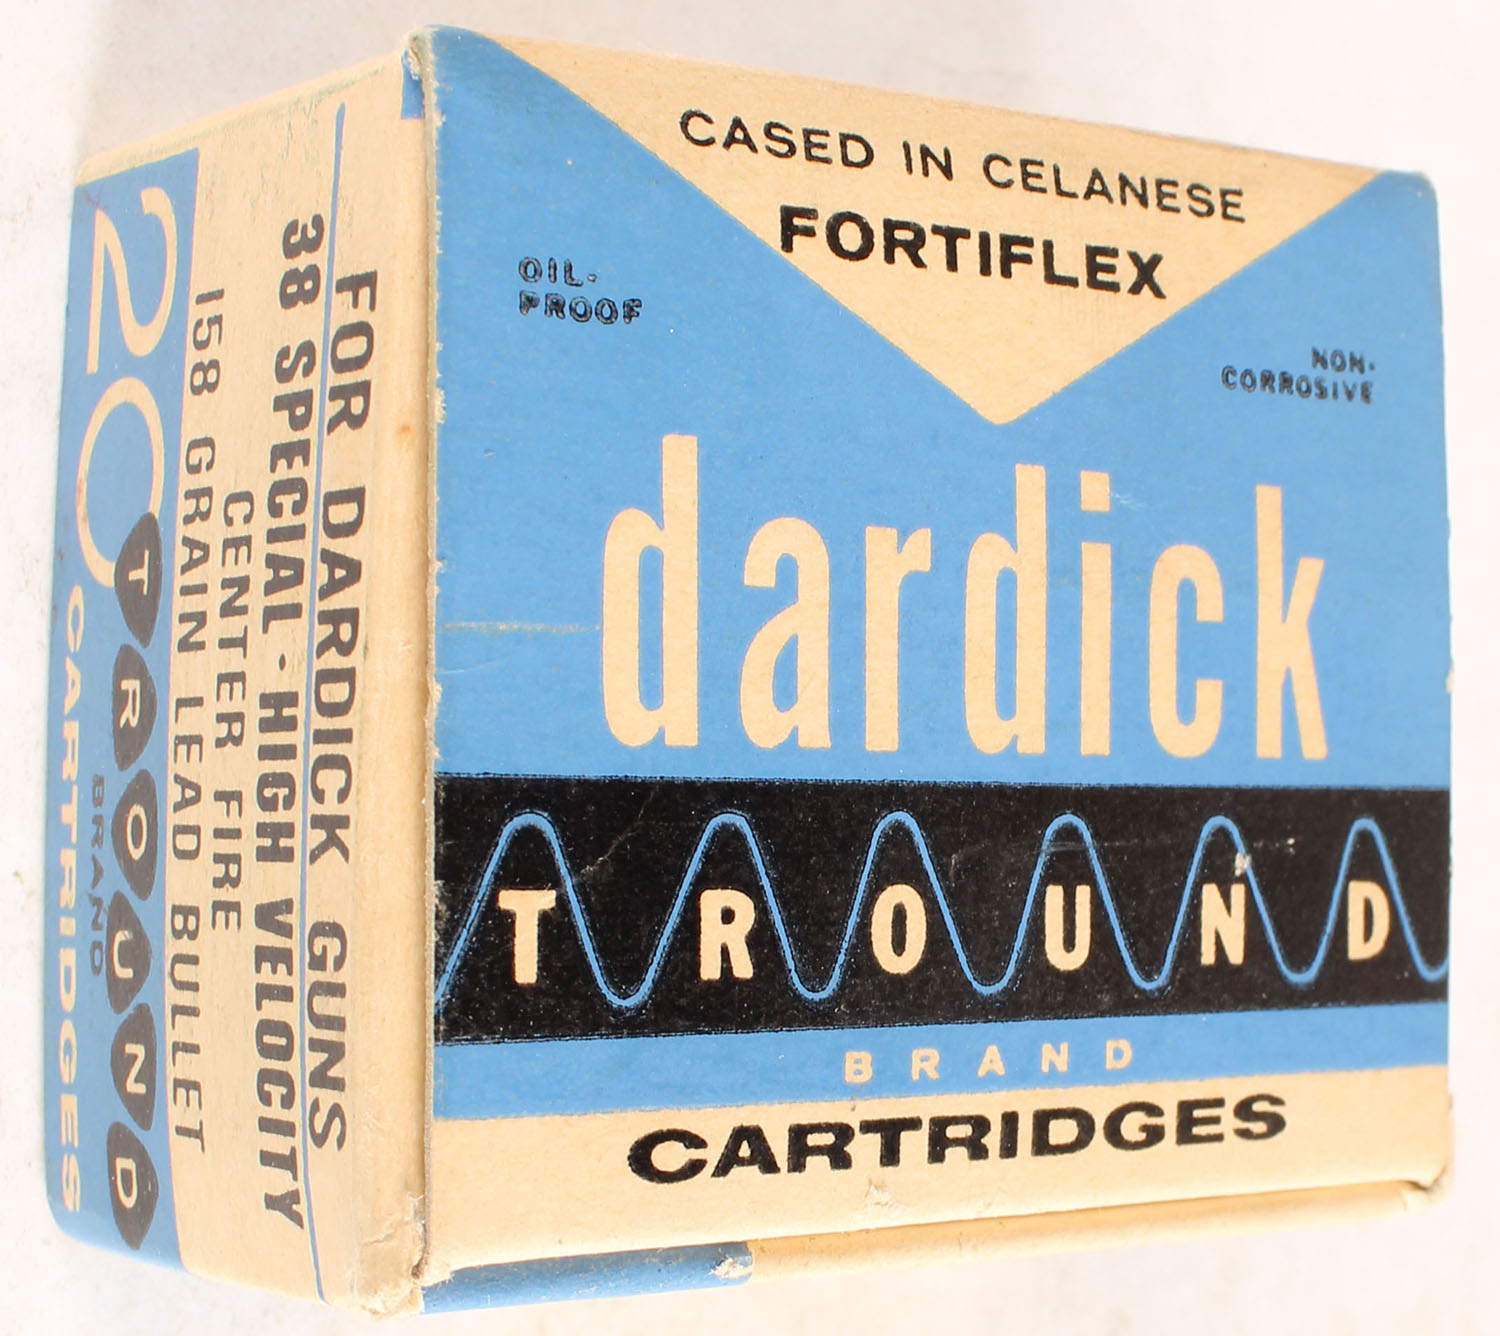 CASED IN CELANESE
FORTIFLEX
OIL-
PROOF
NON-
CORROSIVE
dardick
TROUND
BRAND
CARTRIDGES
FOR DARDICK GUNS
38 SPECIAL · HIGH VELOCITY
CENTER FIRE
158 GRAIN LEAD BULLET
20 TROUND
BRAND
CARTRIDGES